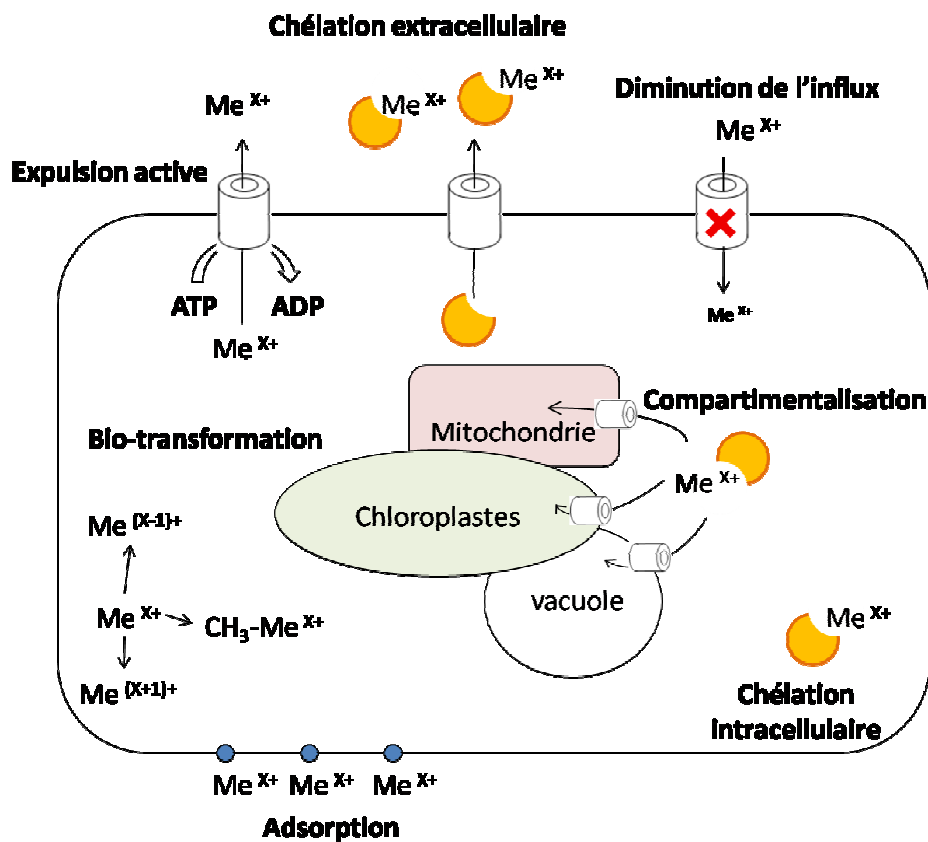 Chélation extracellulaire
Me X+
Me X+
Me X+
Diminution de l'influx
Me X+
Expulsion active
ATP
ADP
Me X+
Me X+
Compartimentalisation
Mitochondrie
Bio-transformation
Me X+
Chloroplastes
Me (X-1)+
vacuole
Me X+
CH3-Me X+
Me X+
Me (X+1)+
Chélation
intracellulaire
Me X+ Me X+ Me X+
Adsorption